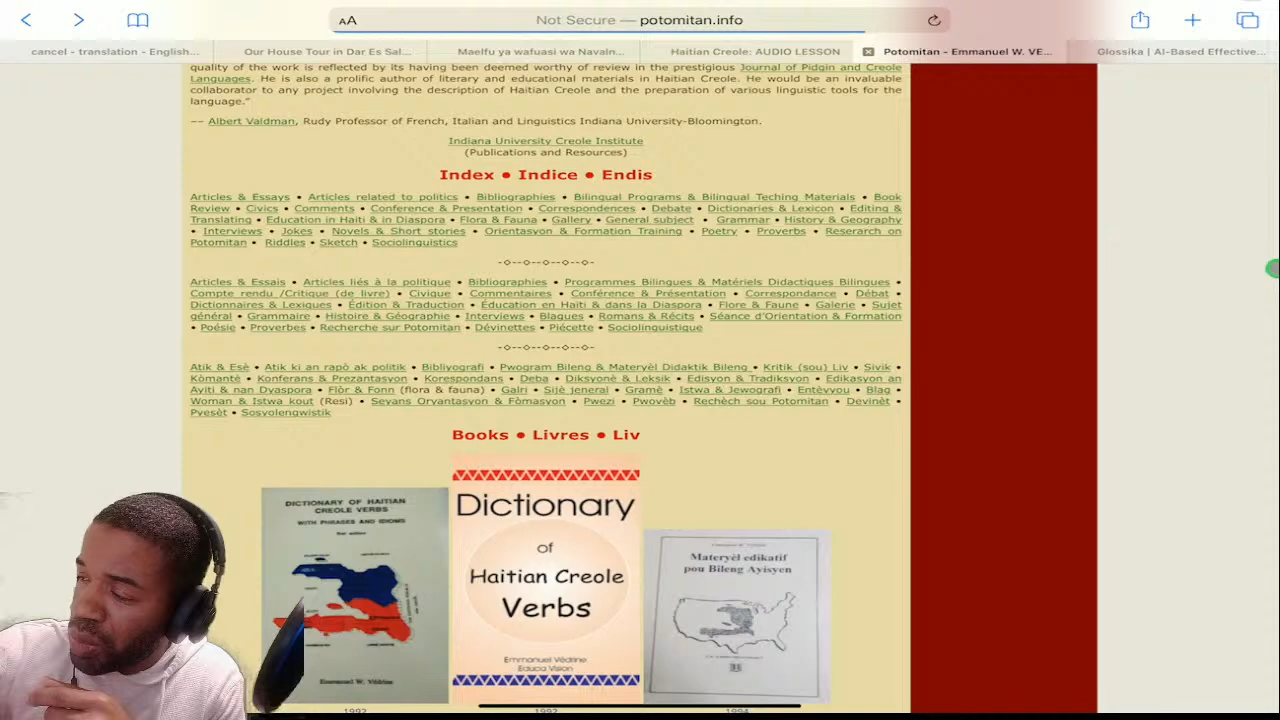 AA
Not Secure — potomitan.info
cancel - translation - English...
Our House Tour in Dar Es Sal...
Maelfu ya wafuasi wa Navaln...
Haitian Creole: AUDIO LESSON
Potomitan - Emmanuel W. VE...
Glossika | AI-Based Effective...
quality of the work is reflected by its having been deemed worthy of review in the prestigious Journal of Pidgin and Creole
Languages. He is also a prolific author of literary and educational materials in Haitian Creole. He would be an invaluable
collaborator to any project involving the description of Haitian Creole and the preparation of various linguistic tools for the
language."
–– Albert Valdman, Rudy Professor of French, Italian and Linguistics Indiana University-Bloomington.
Indiana University Creole Institute
(Publications and Resources)
Index ● Indice ● Endis
Articles & Essays • Articles related to politics • Bibliographies • Bilingual Programs & Bilingual Teching Materials • Book
Review • Civics • Comments • Conference & Presentation • Correspondences • Debate • Dictionaries & Lexicon • Editing &
Translating • Education in Haiti & in Diaspora • Flora & Fauna • Gallery • General subject • Grammar • History & Geography
• Interviews • Jokes • Novels & Short stories • Orientasyon & Formation Training • Poetry • Proverbs • Reserarch on
Potomitan • Riddles • Sketch • Sociolinguistics
-◇--◇--◇--◇--◇-
Articles & Essais • Articles liés à la politique • Bibliographies • Programmes Bilingues & Matériels Didactiques Bilingues •
Compte rendu /Critique (de livre) • Civique • Commentaires • Conférence & Présentation • Correspondance • Débat •
Dictionnaires & Lexiques • Édition & Traduction • Éducation en Haïti & dans la Diaspora • Flore & Faune • Galerie • Sujet
général • Grammaire • Histoire & Géographie • Interviews • Blagues • Romans & Récits • Séance d'Orientation & Formation
• Poésie • Proverbes • Recherche sur Potomitan • Dévinettes • Piécette • Sociolinguistique
-◇--◇--◇--◇--◇-
Atik & Esè • Atik ki an rapò ak politik • Bibliyografi • Pwogram Bileng & Materyèl Didaktik Bileng • Kritik (sou) Liv • Sivik •
Kòmantè • Konferans & Prezantasyon • Korespondans • Deba • Diksyonè & Leksik • Edisyon & Tradiksyon • Edikasyon an
Ayiti & nan Dyaspora • Flòr & Fonn (flora & fauna) • Galri • Sijè jeneral • Gramè • Istwa & Jewografi • Entèvyou • Blag •
Woman & Istwa kout (Resi) • Seyans Oryantasyon & Fòmasyon • Pwezi • Pwovèb • Rechèch sou Potomitan • Devinèt •
Pyesèt • Sosyolengwistik
Books ● Livres ● Liv
DICTIONARY OF HAITIAN
CREOLE VERBS
WITH PHRASES AND IDIOMS
Emmanuel W. Védrine
Dictionary
of
Haitian Creole
Verbs
Emmanuel Védrine
Educa Vision
Materyèl edikatif
pou Bileng Ayisyen
1992
1992
1994